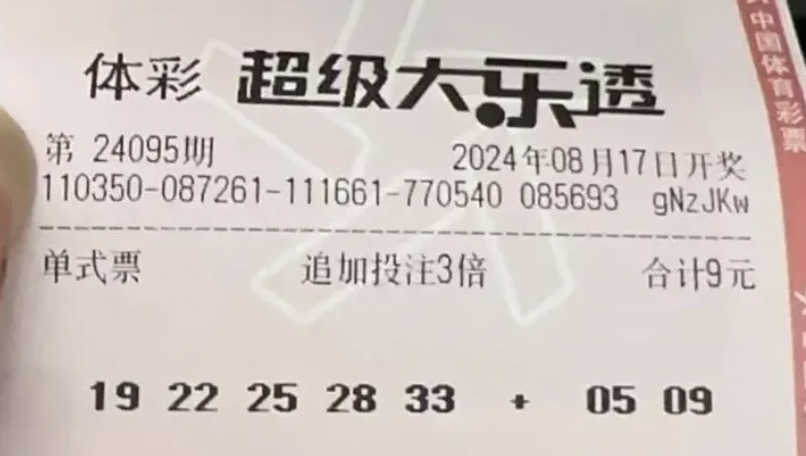 体彩 超级大乐透
第 24095期 2024年08月17日开奖
110350-087261-111661-770540 085693 gNzJKw
单式票 追加投注3倍 合计9元
19 22 25 28 33 + 05 09
中国体育彩票